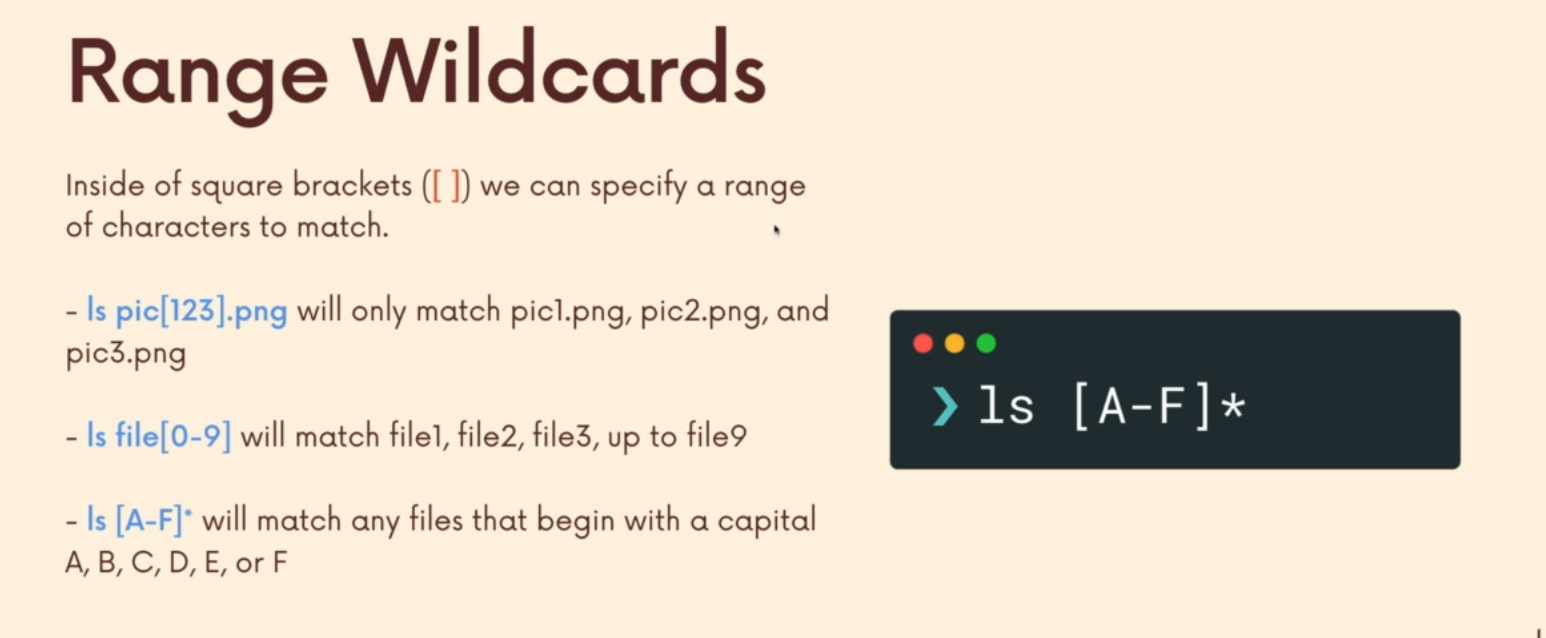 Range Wildcards
Inside of square brackets ([ ]) we can specify a range
of characters to match.
- ls pic[123].png will only match pic1.png, pic2.png, and
pic3.png
- ls file[0-9] will match file1, file2, file3, up to file9
- ls [A-F]* will match any files that begin with a capital
A, B, C, D, E, or F
❯ ls [A-F]*